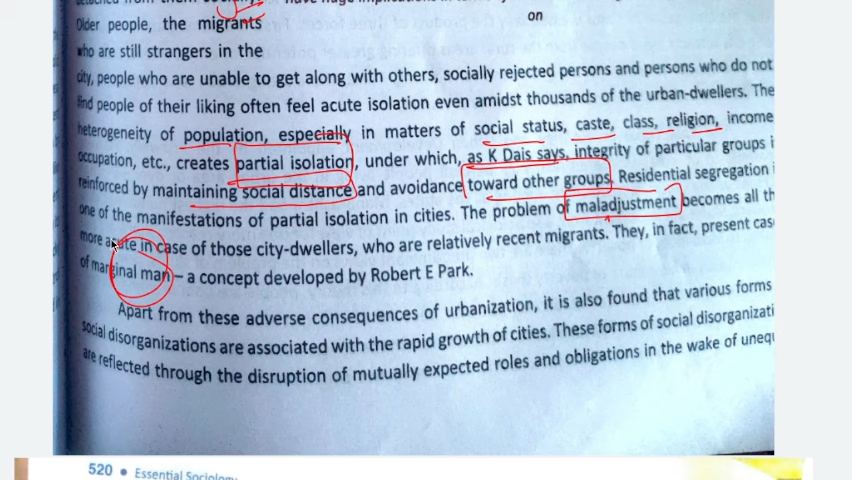 Older people, the migrants on
who are still strangers in the
city, people who are unable to get along with others, socially rejected persons and persons who do not
find people of their liking often feel acute isolation even amidst thousands of the urban-dwellers. The
heterogeneity of population, especially in matters of social status, caste, class, religion, income
occupation, etc., creates partial isolation, under which, as K Dais says, integrity of particular groups i
reinforced by maintaining social distance and avoidance toward other groups. Residential segregation i
one of the manifestations of partial isolation in cities. The problem of maladjustment becomes all th
more acute in case of those city-dwellers, who are relatively recent migrants. They, in fact, present cas
of marginal man – a concept developed by Robert E Park.
Apart from these adverse consequences of urbanization, it is also found that various forms
social disorganizations are associated with the rapid growth of cities. These forms of social disorganizati
are reflected through the disruption of mutually expected roles and obligations in the wake of unequ
520 • Essential Sociology